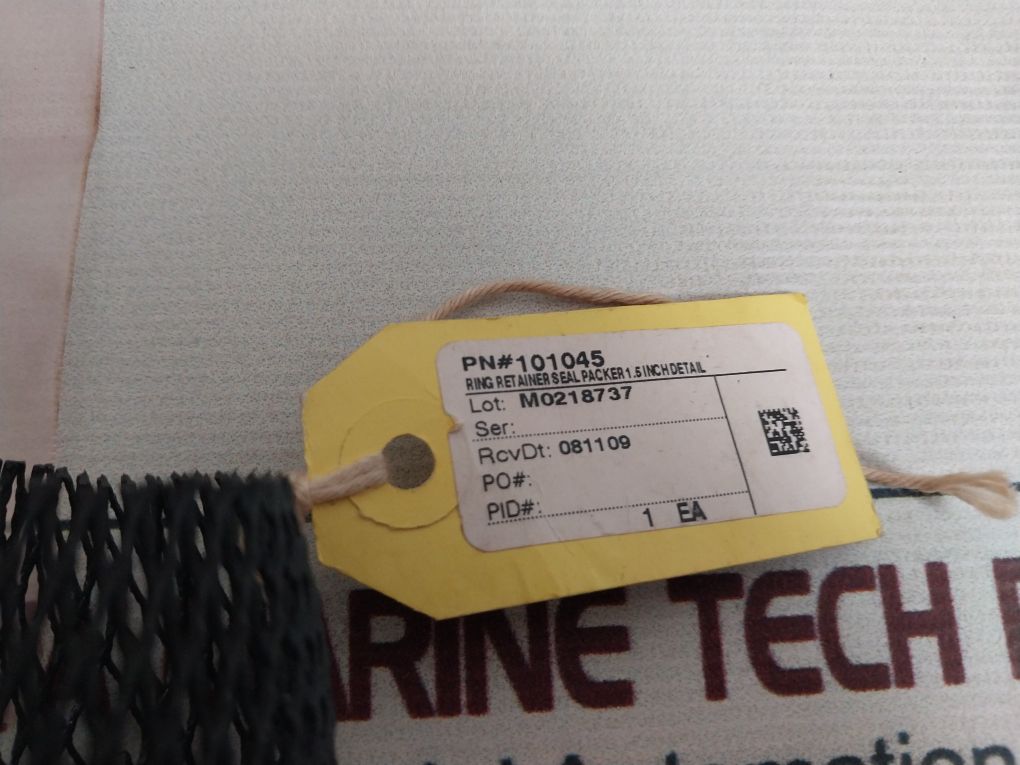 PN#101045
RING RETAINER SEAL PACKER 1.5 INCH DETAIL
Lot: M0218737
Ser:
RcvDt: 081109
PO#:
PID#:
1 EA
ARINE TECH
Automation